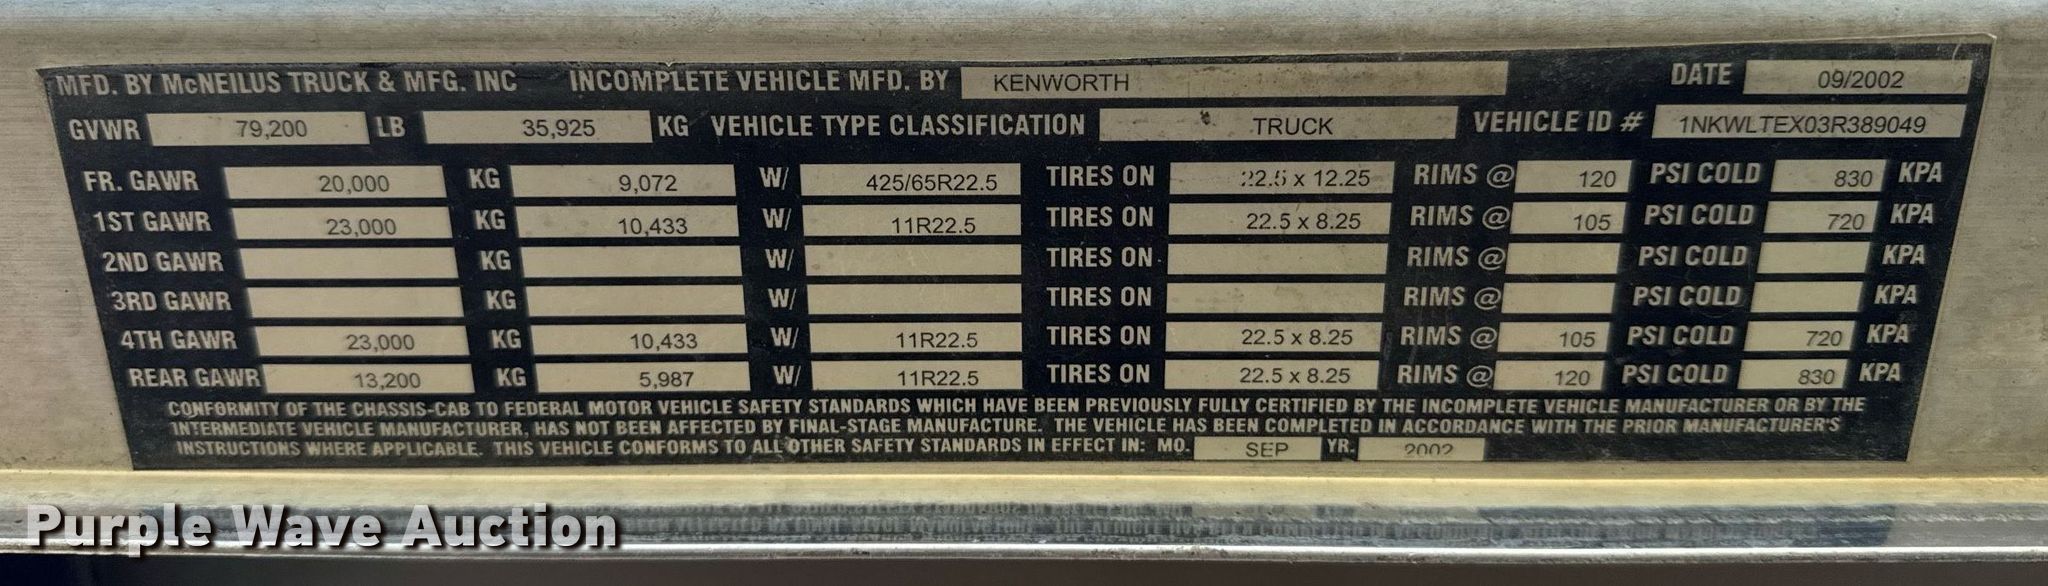 MFD. BY McNEILUS TRUCK & MFG. INC INCOMPLETE VEHICLE MFD. BY KENWORTH DATE 09/2002
GVWR 79,200 LB 35,925 KG VEHICLE TYPE CLASSIFICATION TRUCK VEHICLE ID # 1NKWLTEX03R389049
FR. GAWR 20,000 KG 9,072 W/ 425/65R22.5 TIRES ON 22.5 x 12.25 RIMS @ 120 PSI COLD 830 KPA
1ST GAWR 23,000 KG 10,433 W/ 11R22.5 TIRES ON 22.5 x 8.25 RIMS @ 105 PSI COLD 720 KPA
2ND GAWR KG W/ TIRES ON RIMS @ PSI COLD KPA
3RD GAWR KG W/ TIRES ON RIMS @ PSI COLD KPA
4TH GAWR 23,000 KG 10,433 W/ 11R22.5 TIRES ON 22.5 x 8.25 RIMS @ 105 PSI COLD 720 KPA
REAR GAWR 13,200 KG 5,987 W/ 11R22.5 TIRES ON 22.5 x 8.25 RIMS @ 120 PSI COLD 830 KPA
CONFORMITY OF THE CHASSIS-CAB TO FEDERAL MOTOR VEHICLE SAFETY STANDARDS WHICH HAVE BEEN PREVIOUSLY FULLY CERTIFIED BY THE INCOMPLETE VEHICLE MANUFACTURER OR BY THE
INTERMEDIATE VEHICLE MANUFACTURER, HAS NOT BEEN AFFECTED BY FINAL-STAGE MANUFACTURE. THE VEHICLE HAS BEEN COMPLETED IN ACCORDANCE WITH THE PRIOR MANUFACTURER'S
INSTRUCTIONS WHERE APPLICABLE. THIS VEHICLE CONFORMS TO ALL OTHER SAFETY STANDARDS IN EFFECT IN: MO. SEP YR. 2002
Purple Wave Auction